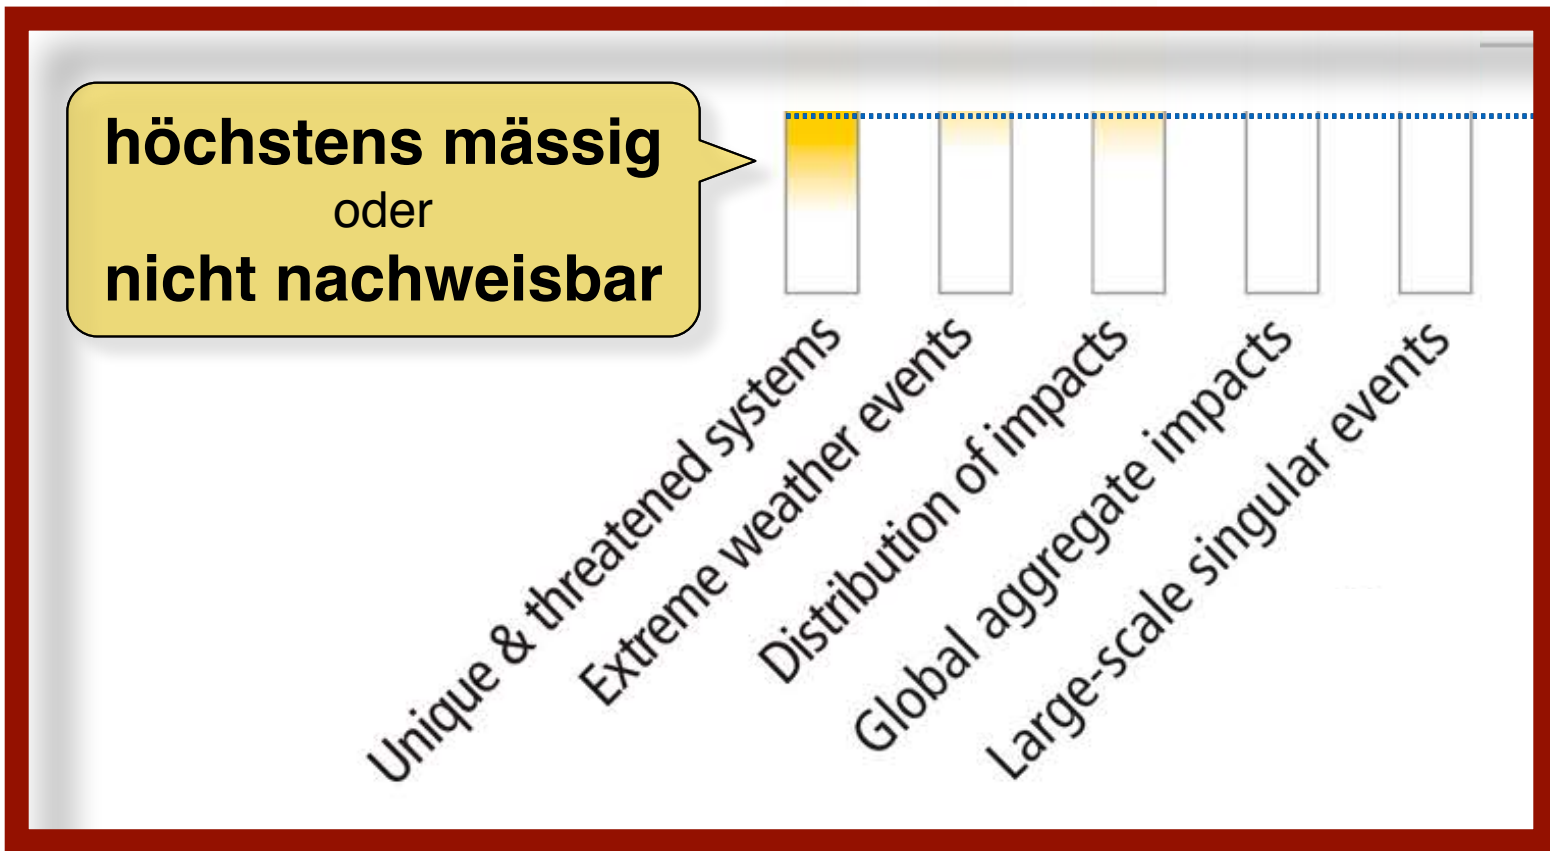 höchstens mässig
oder
nicht nachweisbar
Unique & threatened systems
Extreme weather events
Distribution of impacts
Global aggregate impacts
Large-scale singular events